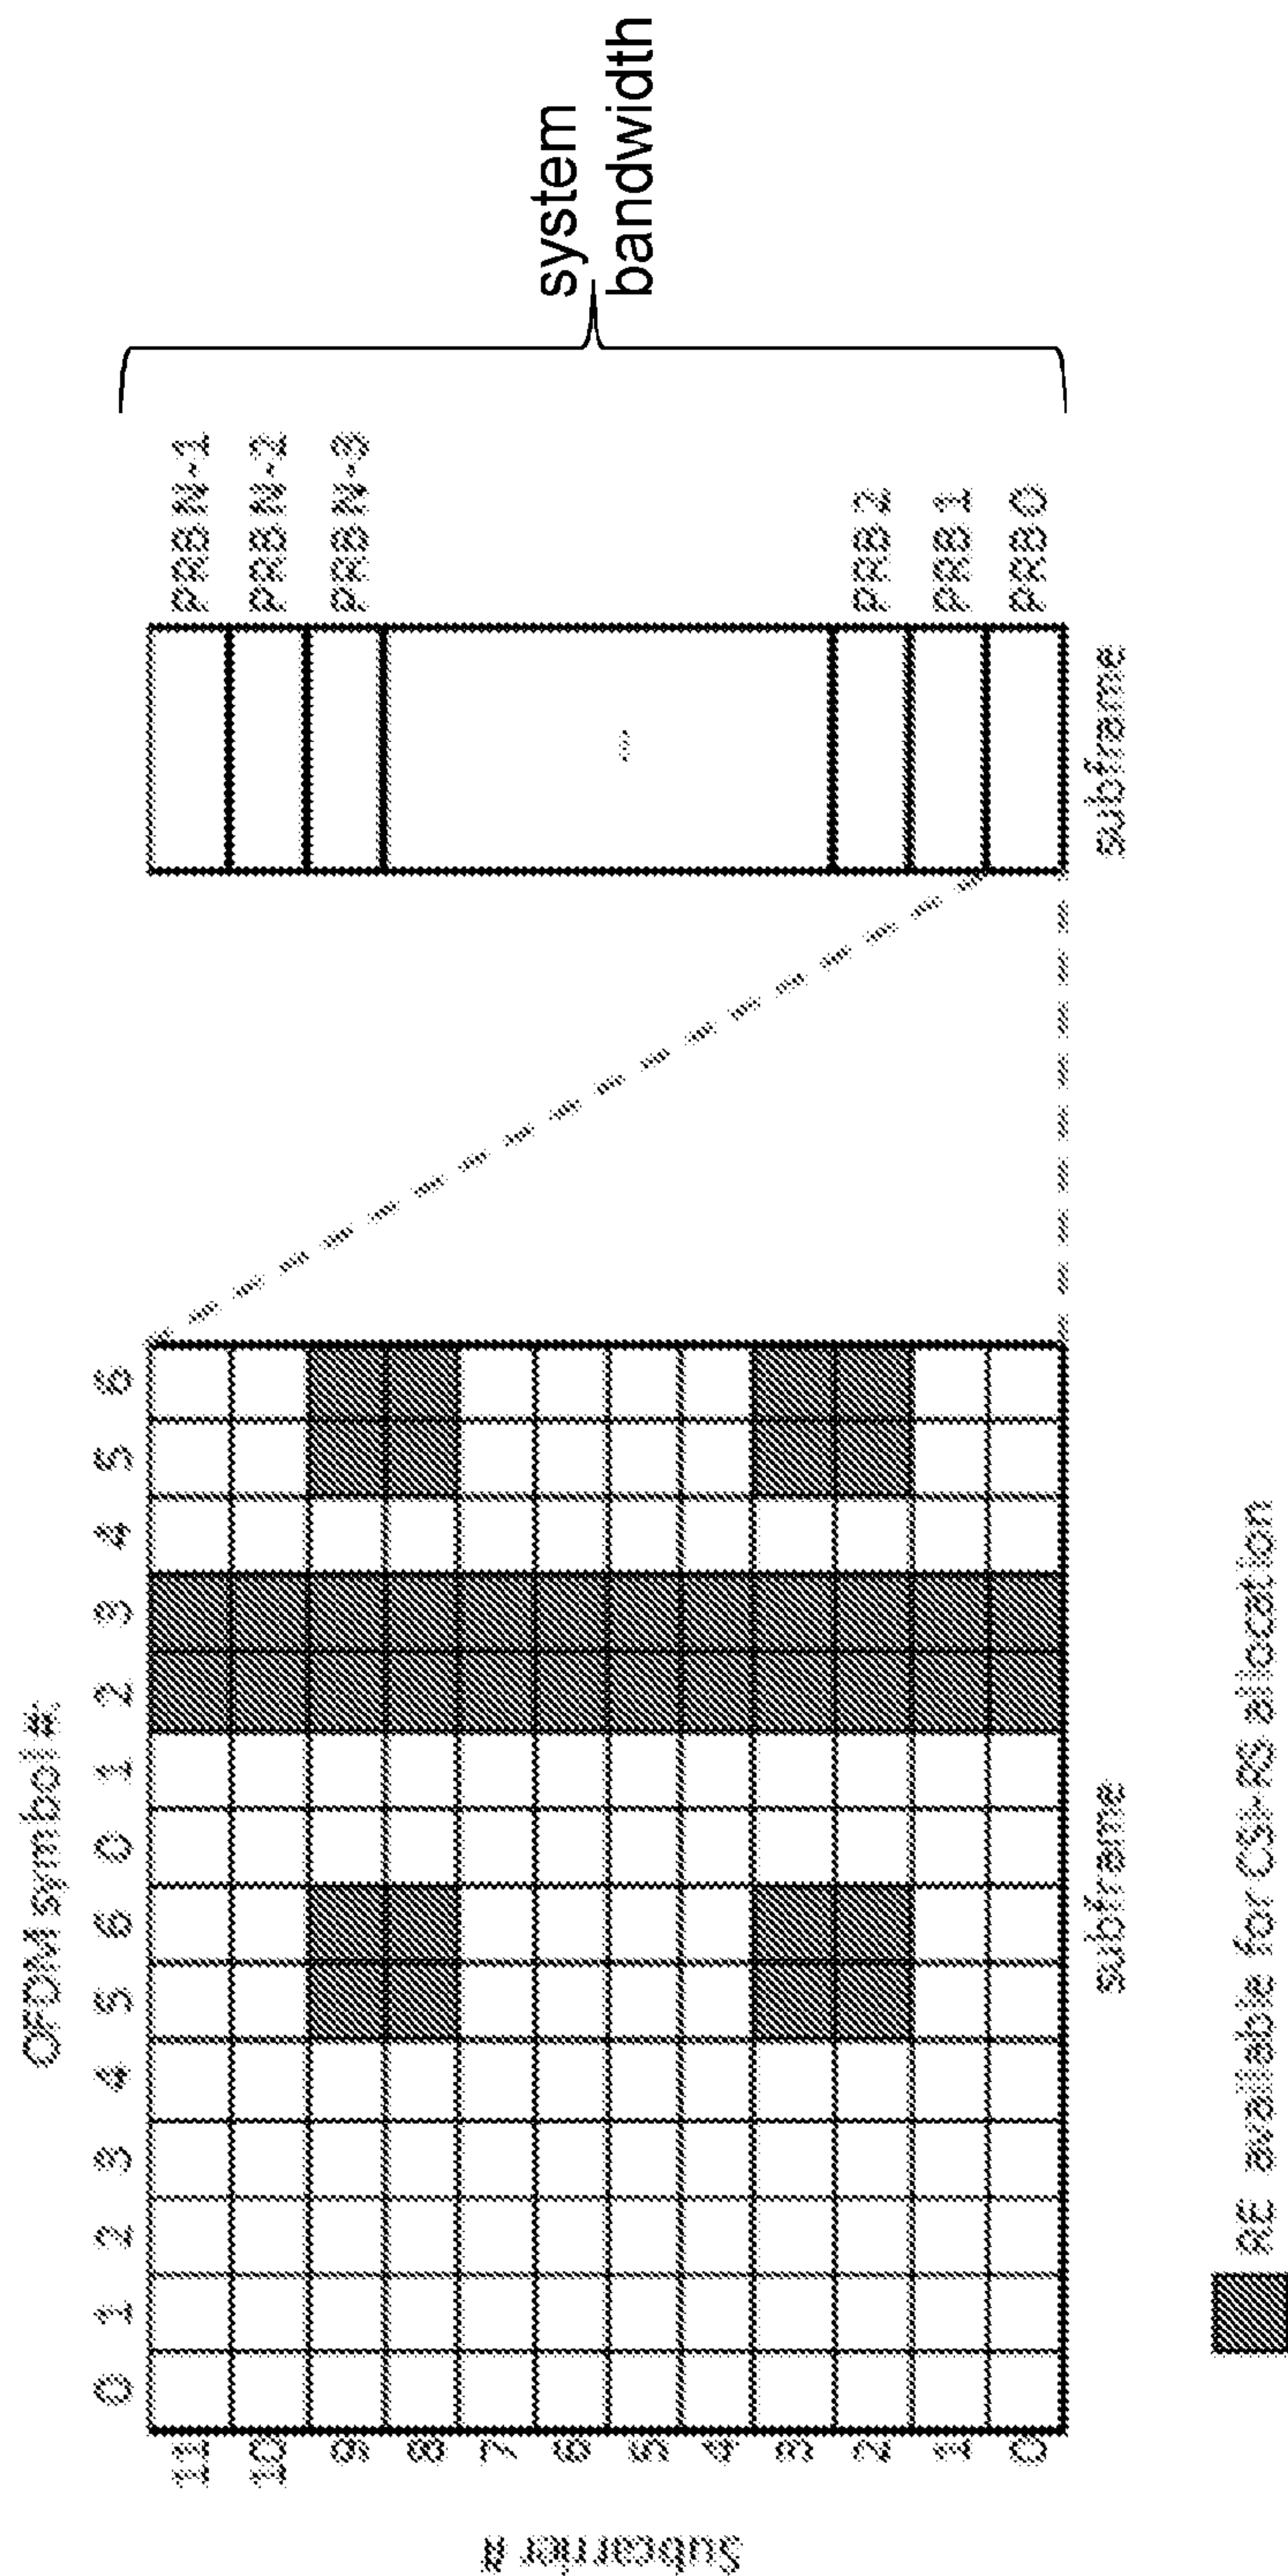 OFDM symbol #
0 1 2 3 4 5 6 0 1 2 3 4 5 6
Subcarrier #
11
10
9
8
7
6
5
4
3
2
1
0
subframe
PRB N-1
PRB N-2
PRB N-3
...
PRB 2
PRB 1
PRB 0
subframe
system
bandwidth
RE available for CSI-RS allocation